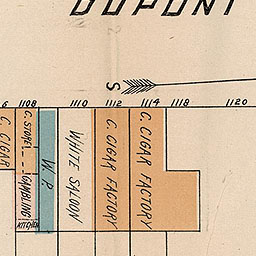 DUPONT
S
6 1108 1110 1112 1114 1118 1120
C. CIGAR
C. STORE
GAMBLING
KITCHEN
W. P.
WHITE SALOON
C. CIGAR FACTORY
C. CIGAR FACTORY